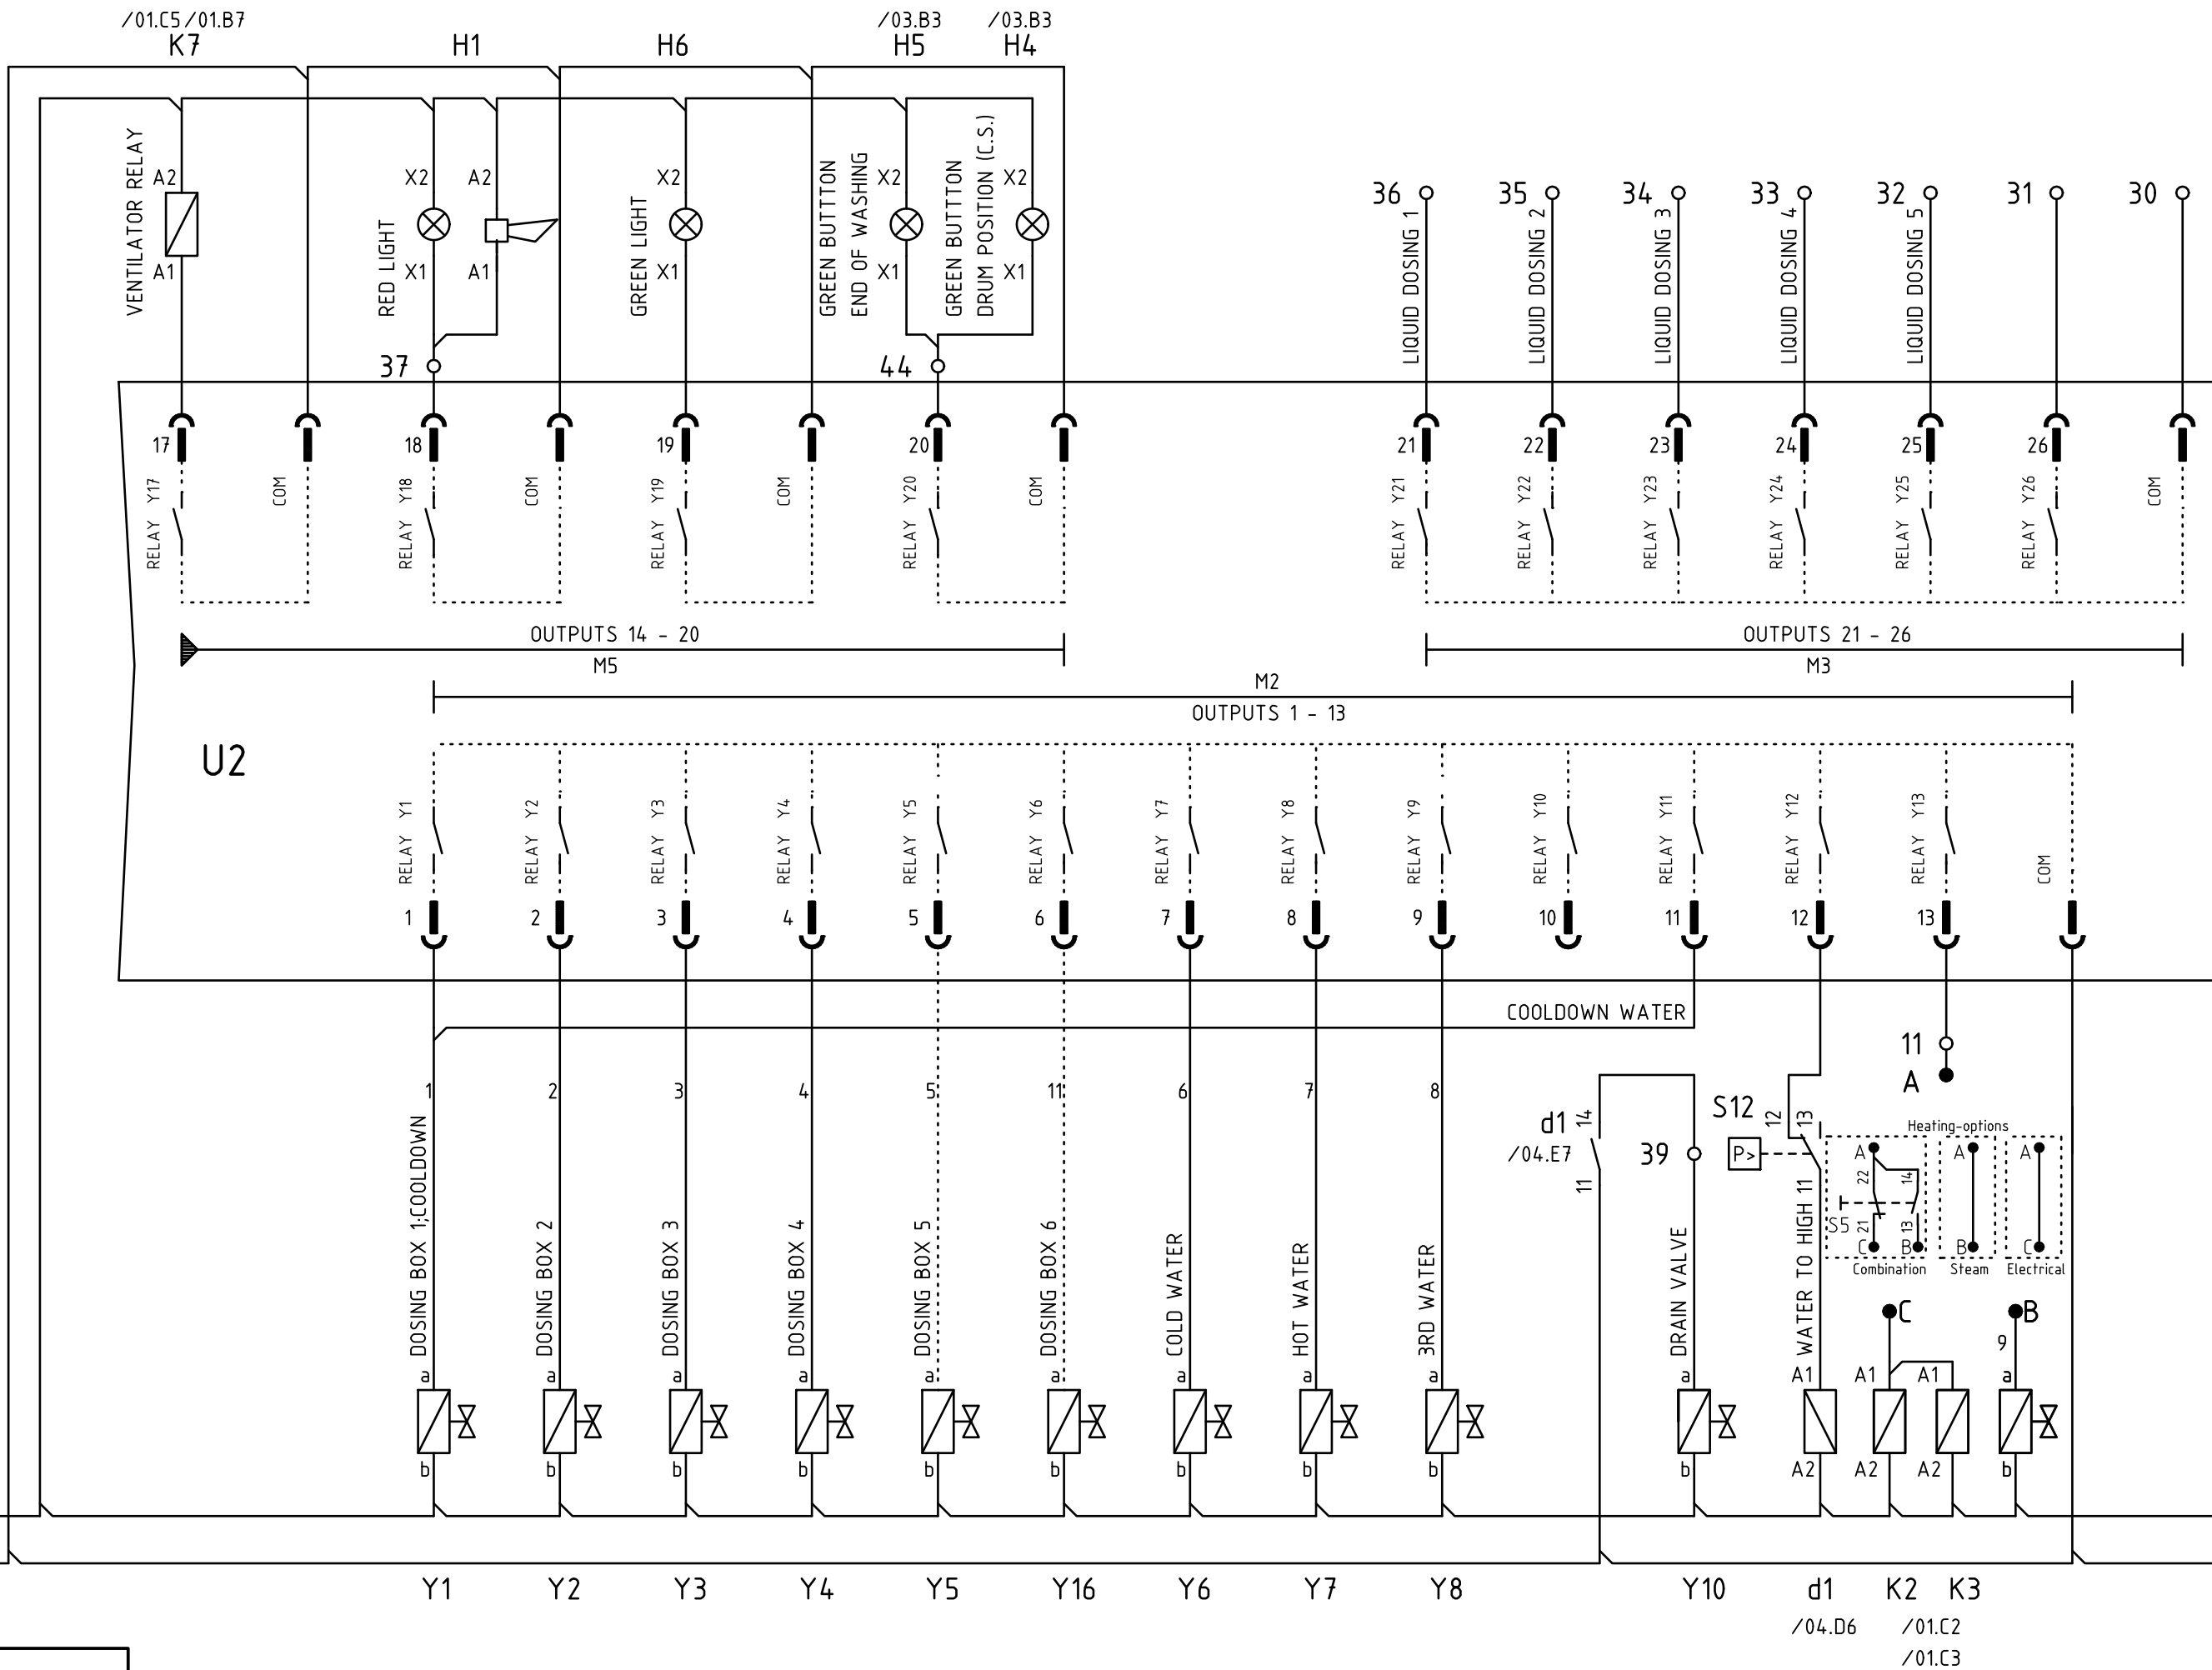 /01.C5 /01.B7 /03.B3 /03.B3
K7 H1 H6 H5 H4
VENTILATOR RELAY
A2
A1
RED LIGHT
X2
X1
A2
A1
GREEN LIGHT
X2
X1
GREEN BUTTTON
END OF WASHING
X2
X1
GREEN BUTTTON
DRUM POSITION (C.S.)
X2
X1
37 44
36 35 34 33 32 31 30
LIQUID DOSING 1
LIQUID DOSING 2
LIQUID DOSING 3
LIQUID DOSING 4
LIQUID DOSING 5
17 18 19 20 21 22 23 24 25 26
RELAY Y17
COM
RELAY Y18
COM
RELAY Y19
COM
RELAY Y20
COM
RELAY Y21
RELAY Y22
RELAY Y23
RELAY Y24
RELAY Y25
RELAY Y26
COM
OUTPUTS 14 - 20
M5
OUTPUTS 21 - 26
M3
M2
OUTPUTS 1 - 13
U2
RELAY Y1
RELAY Y2
RELAY Y3
RELAY Y4
RELAY Y5
RELAY Y6
RELAY Y7
RELAY Y8
RELAY Y9
RELAY Y10
RELAY Y11
RELAY Y12
RELAY Y13
COM
1 2 3 4 5 6 7 8 9 10 11 12 13
COOLDOWN WATER
11
A
1 2 3 4 5 11 6 7 8
d1
/04.E7
14
11
39
S12
P>
12
13
11
Heating-options
A
22
14
S5
21
13
C
B
Combination
A
B
Steam
A
C
Electrical
DOSING BOX 1;COOLDOWN
DOSING BOX 2
DOSING BOX 3
DOSING BOX 4
DOSING BOX 5
DOSING BOX 6
COLD WATER
HOT WATER
3RD WATER
DRAIN VALVE
WATER TO HIGH
C
B
9
a a a a a a a a a a A1 A1 A1 a
b b b b b b b b b b A2 A2 A2 b
Y1 Y2 Y3 Y4 Y5 Y16 Y6 Y7 Y8 Y10 d1 K2 K3
/04.D6 /01.C2
/01.C3